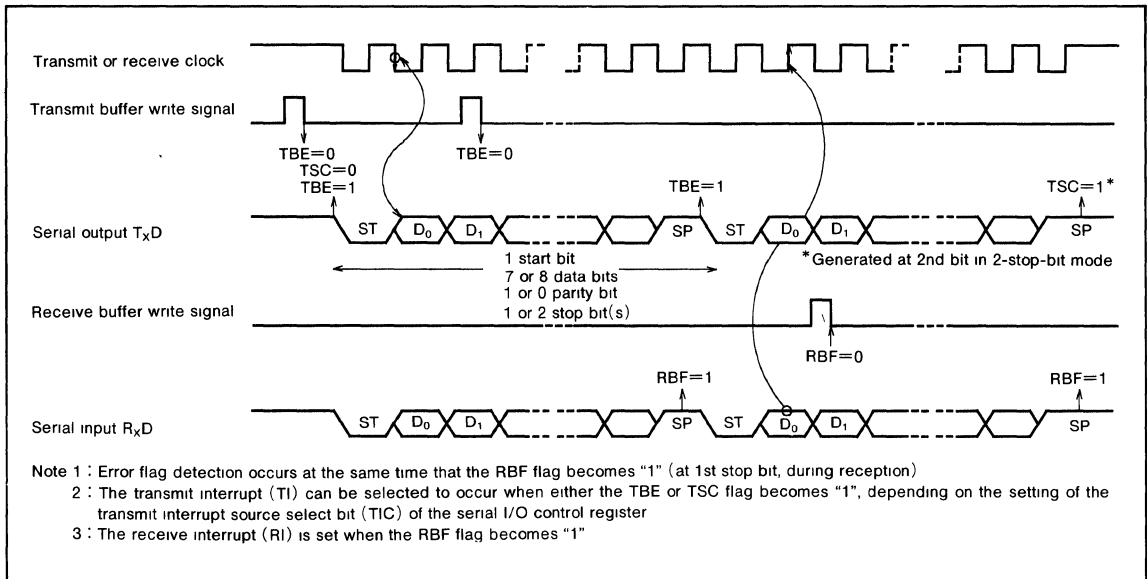 Transmit or receive clock
Transmit buffer write signal
TBE=0
TSC=0
TBE=1
TBE=0
TBE=1
TSC=1*
Serial output TxD
ST D0 D1 SP ST D0 D1 SP
1 start bit
7 or 8 data bits
1 or 0 parity bit
1 or 2 stop bit(s)
*Generated at 2nd bit in 2-stop-bit mode
Receive buffer write signal
RBF=0
RBF=1
RBF=1
Serial input RxD
ST D0 D1 SP ST D0 D1 SP
Note 1 : Error flag detection occurs at the same time that the RBF flag becomes “1” (at 1st stop bit, during reception)
2 : The transmit interrupt (TI) can be selected to occur when either the TBE or TSC flag becomes “1”, depending on the setting of the
transmit interrupt source select bit (TIC) of the serial I/O control register
3 : The receive interrupt (RI) is set when the RBF flag becomes “1”